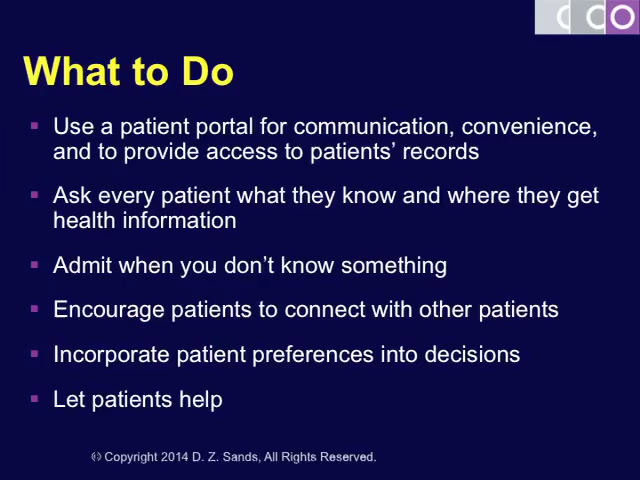 CCO
What to Do
▪ Use a patient portal for communication, convenience,
and to provide access to patients’ records
▪ Ask every patient what they know and where they get
health information
▪ Admit when you don’t know something
▪ Encourage patients to connect with other patients
▪ Incorporate patient preferences into decisions
▪ Let patients help
© Copyright 2014 D. Z. Sands, All Rights Reserved.